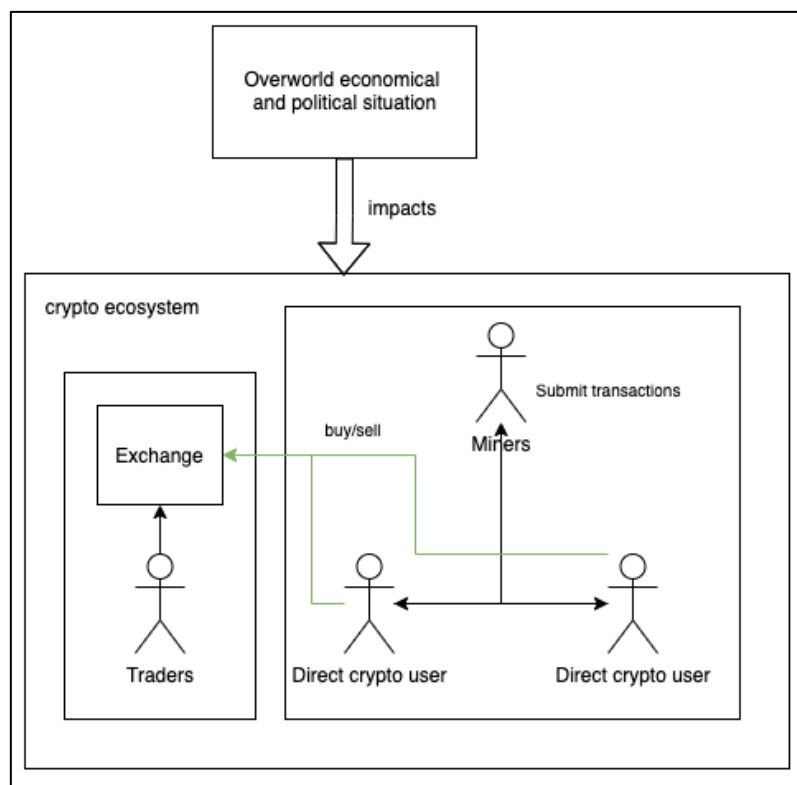 Overworld economical
and political situation
impacts
crypto ecosystem
Submit transactions
buy/sell
Miners
Exchange
Traders
Direct crypto user
Direct crypto user